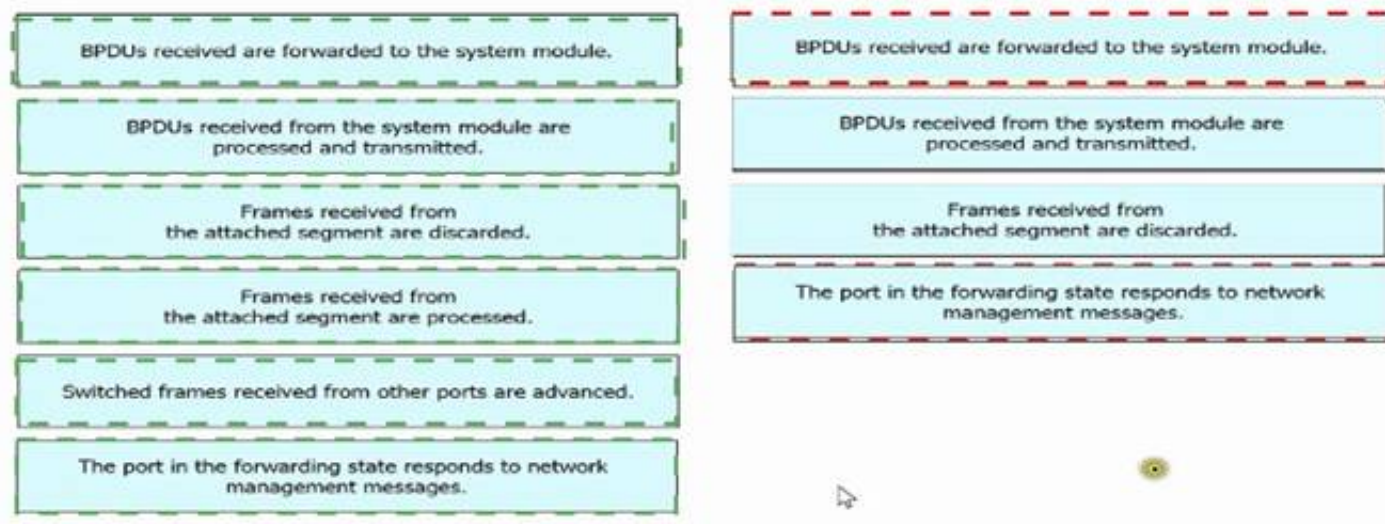 BPDUs received are forwarded to the system module.
BPDUs received from the system module are
processed and transmitted.
Frames received from
the attached segment are discarded.
Frames received from
the attached segment are processed.
Switched frames received from other ports are advanced.
The port in the forwarding state responds to network
management messages.
BPDUs received are forwarded to the system module.
BPDUs received from the system module are
processed and transmitted.
Frames received from
the attached segment are discarded.
The port in the forwarding state responds to network
management messages.